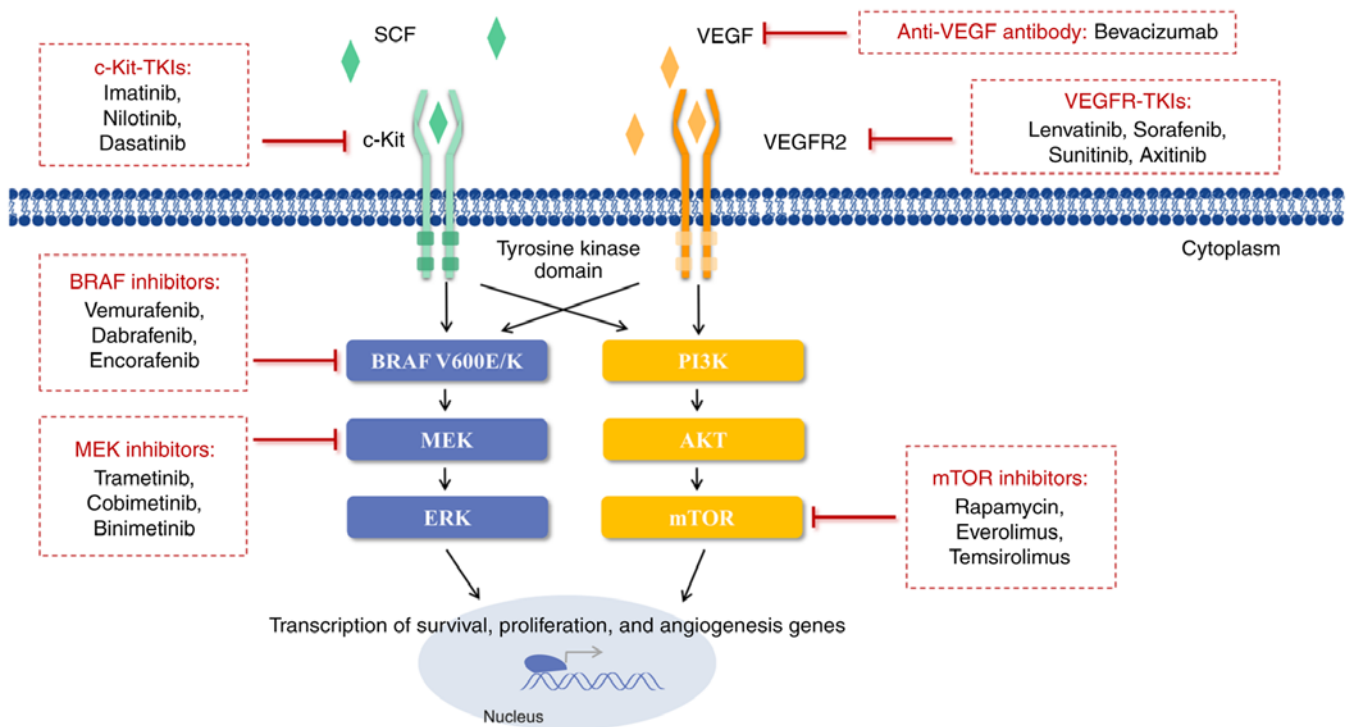 SCF
VEGF
Anti-VEGF antibody: Bevacizumab
c-Kit-TKIs:
Imatinib,
Nilotinib,
Dasatinib
c-Kit
VEGFR2
VEGFR-TKIs:
Lenvatinib, Sorafenib,
Sunitinib, Axitinib
Tyrosine kinase
domain
Cytoplasm
BRAF inhibitors:
Vemurafenib,
Dabrafenib,
Encorafenib
BRAF V600E/K
PI3K
MEK inhibitors:
Trametinib,
Cobimetinib,
Binimetinib
MEK
AKT
ERK
mTOR
mTOR inhibitors:
Rapamycin,
Everolimus,
Temsirolimus
Transcription of survival, proliferation, and angiogenesis genes
Nucleus